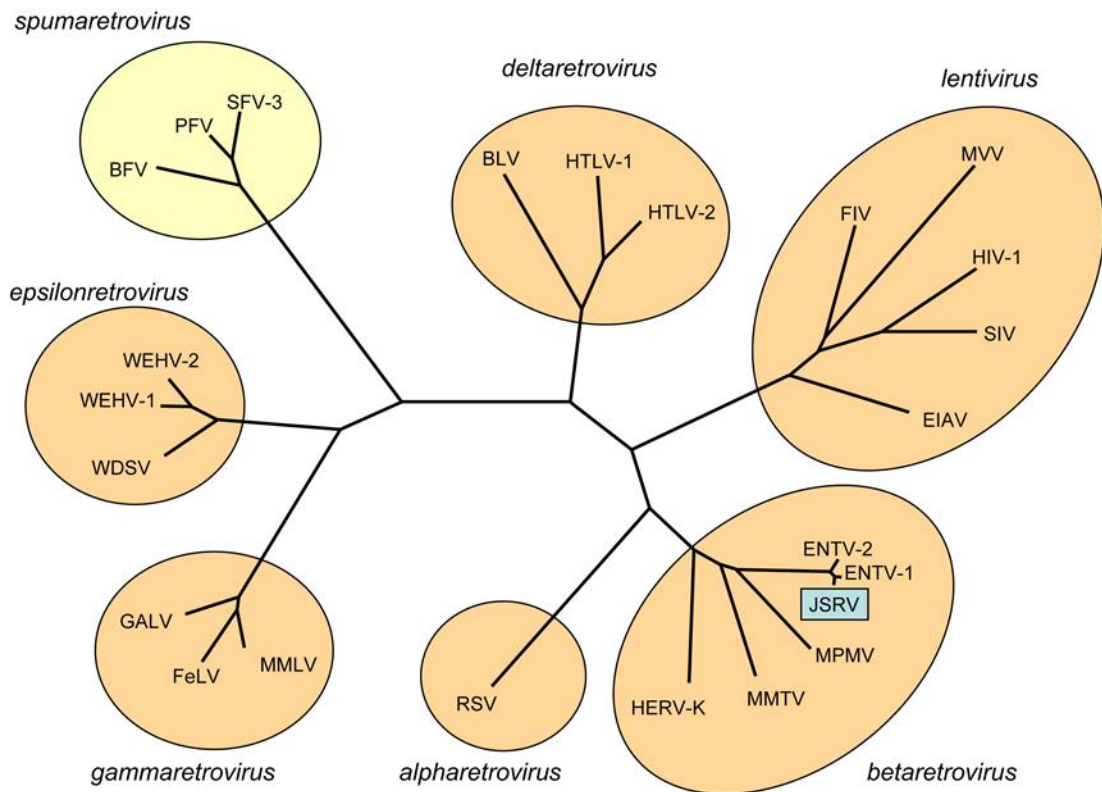 spumaretrovirus
SFV-3
PFV
BFV
deltaretrovirus
BLV
HTLV-1
HTLV-2
lentivirus
MVV
FIV
HIV-1
SIV
EIAV
epsilonretrovirus
WEHV-2
WEHV-1
WDSV
GALV
FeLV
MMLV
gammaretrovirus
RSV
alpharetrovirus
ENTV-2
ENTV-1
JSRV
MPMV
MMTV
HERV-K
betaretrovirus